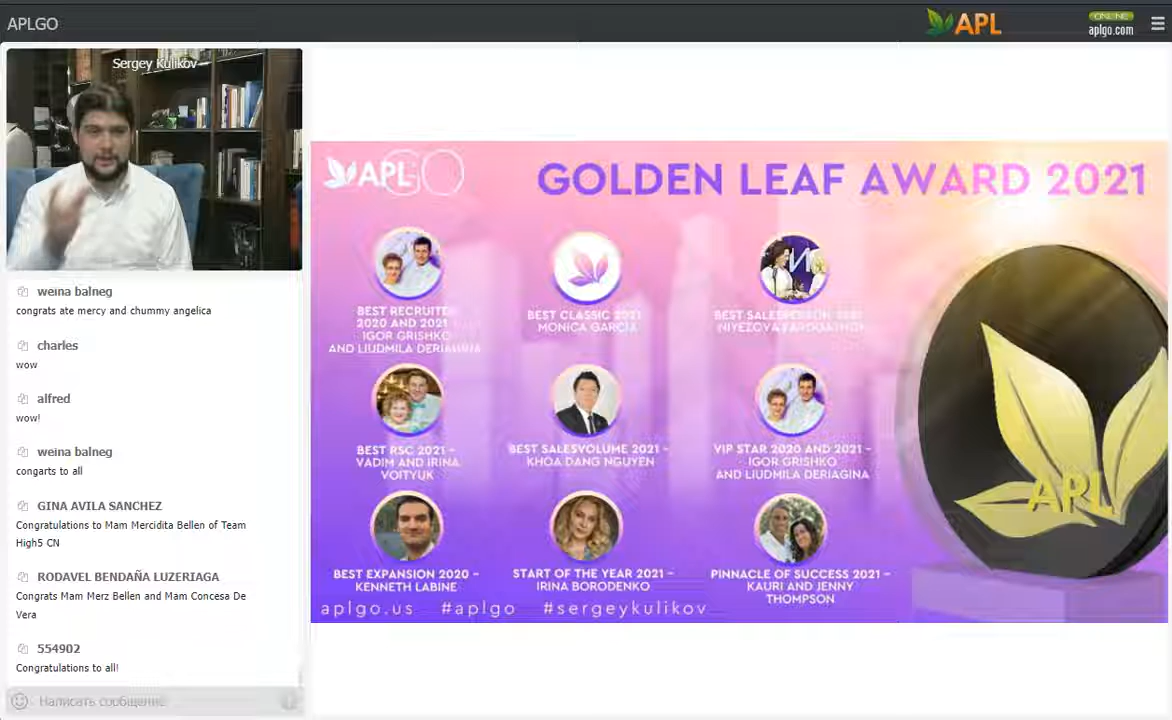 APLGO
APL
ONLINE
aplgo.com
Sergey Kulikov
weina balneg
congrats ate mercy and chummy angelica
charles
wow
alfred
wow!
weina balneg
congarts to all
GINA AVILA SANCHEZ
Congratulations to Mam Mercidita Bellen of Team
High5 CN
RODAVEL BENDAÑA LUZERIAGA
Congrats Mam Merz Bellen and Mam Concesa De
Vera
554902
Congratulations to all!
Написать сообщение
APLGO
GOLDEN LEAF AWARD 2021
BEST RECRUITER
2020 AND 2021
IGOR GRISHKO
AND LIUDMILA DERIAGINA
BEST CLASSIC 2021
MONICA GARCIA
BEST SALESPERSON 2021
BEST RSC 2021 –
VADIM AND IRINA
VOITYUK
BEST SALESVOLUME 2021 –
KHOA DANG NGUYEN
VIP STAR 2020 AND 2021 –
IGOR GRISHKO
AND LIUDMILA DERIAGINA
BEST EXPANSION 2020 –
KENNETH LABINE
START OF THE YEAR 2021 –
IRINA BORODENKO
PINNACLE OF SUCCESS 2021 –
KAURI AND JENNY
THOMPSON
APL
aplgo.us #aplgo #sergeykulikov